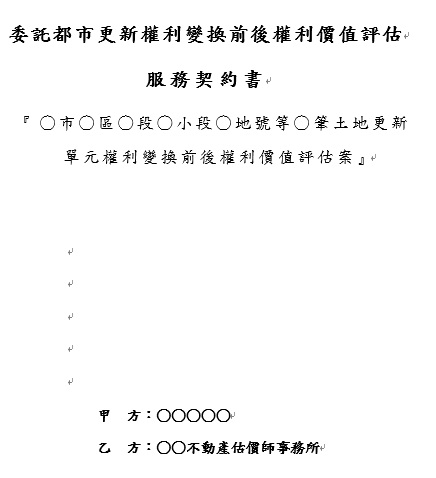 委託都市更新權利變換前後權利價值評估
服務契約書
『○市○區○段○小段○地號等○筆土地更新
單元權利變換前後權利價值評估案』
甲　方：○○○○○
乙　方：○○不動產估價師事務所